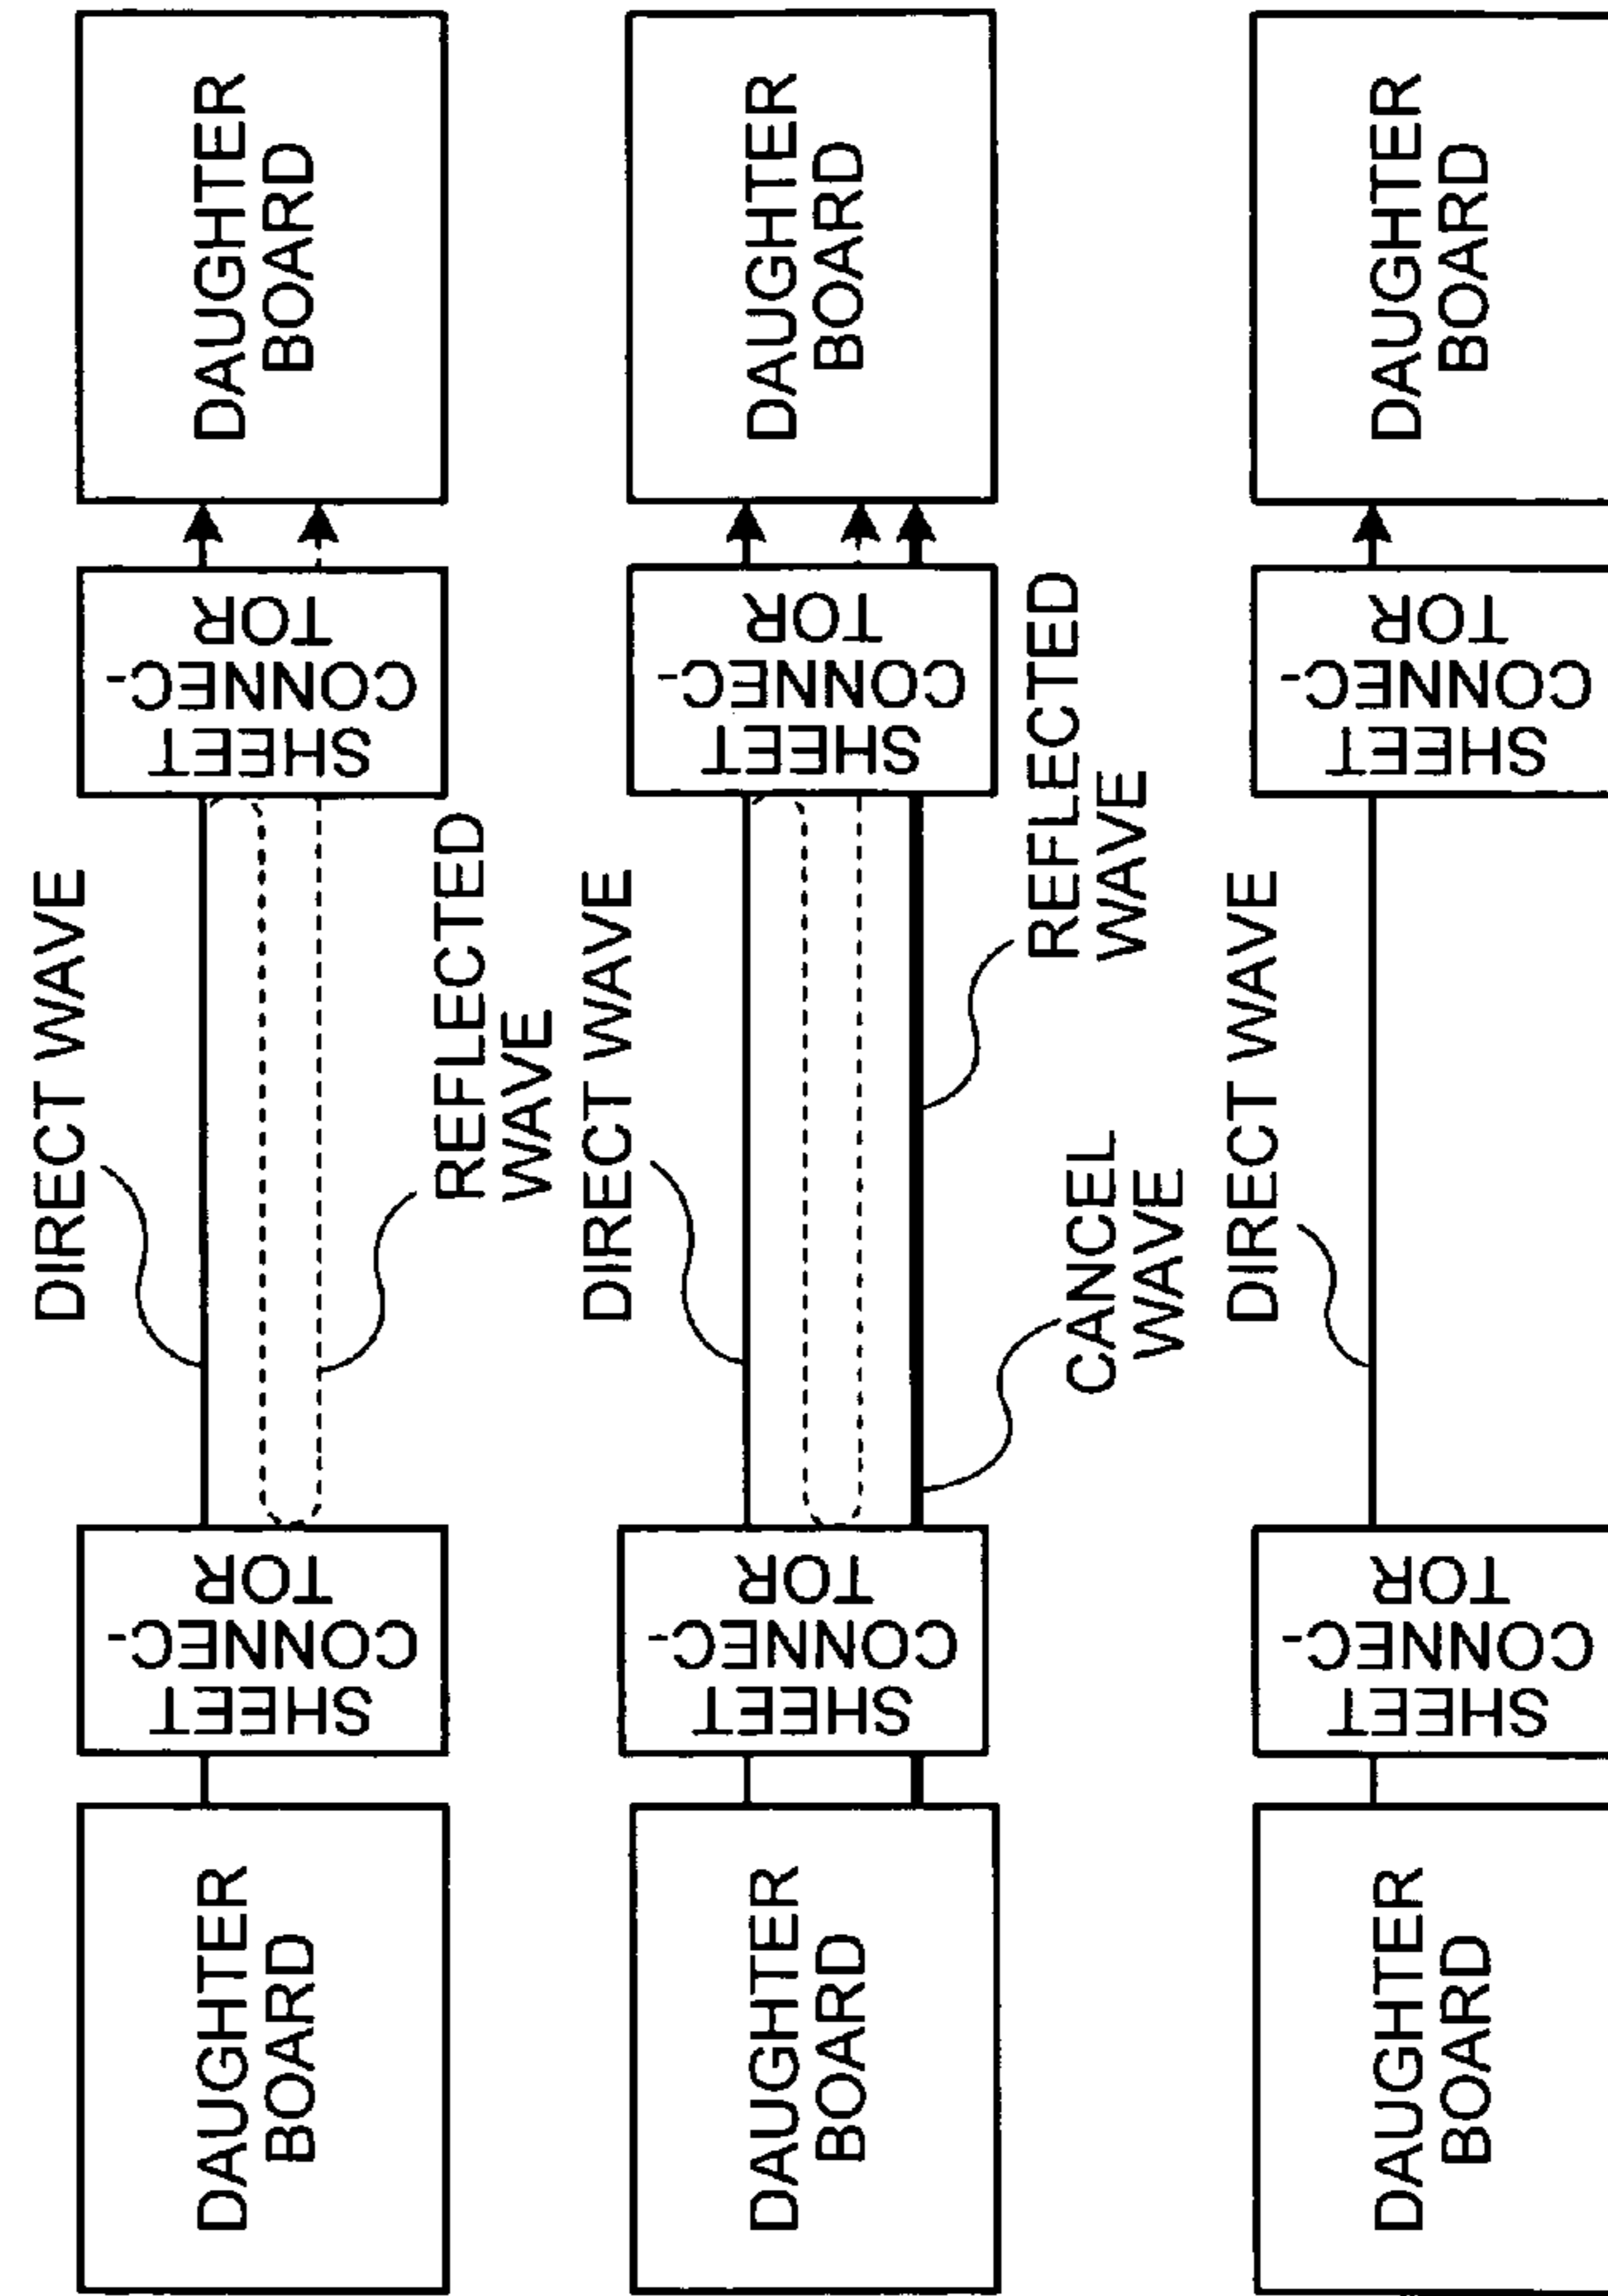 DIRECT WAVE
DAUGHTER
BOARD
SHEET
CONNEC-
TOR
SHEET
CONNEC-
TOR
DAUGHTER
BOARD
REFLECTED
WAVE
DIRECT WAVE
DAUGHTER
BOARD
SHEET
CONNEC-
TOR
SHEET
CONNEC-
TOR
DAUGHTER
BOARD
CANCEL
WAVE
REFLECTED
WAVE
DIRECT WAVE
DAUGHTER
BOARD
SHEET
CONNEC-
TOR
SHEET
CONNEC-
TOR
DAUGHTER
BOARD